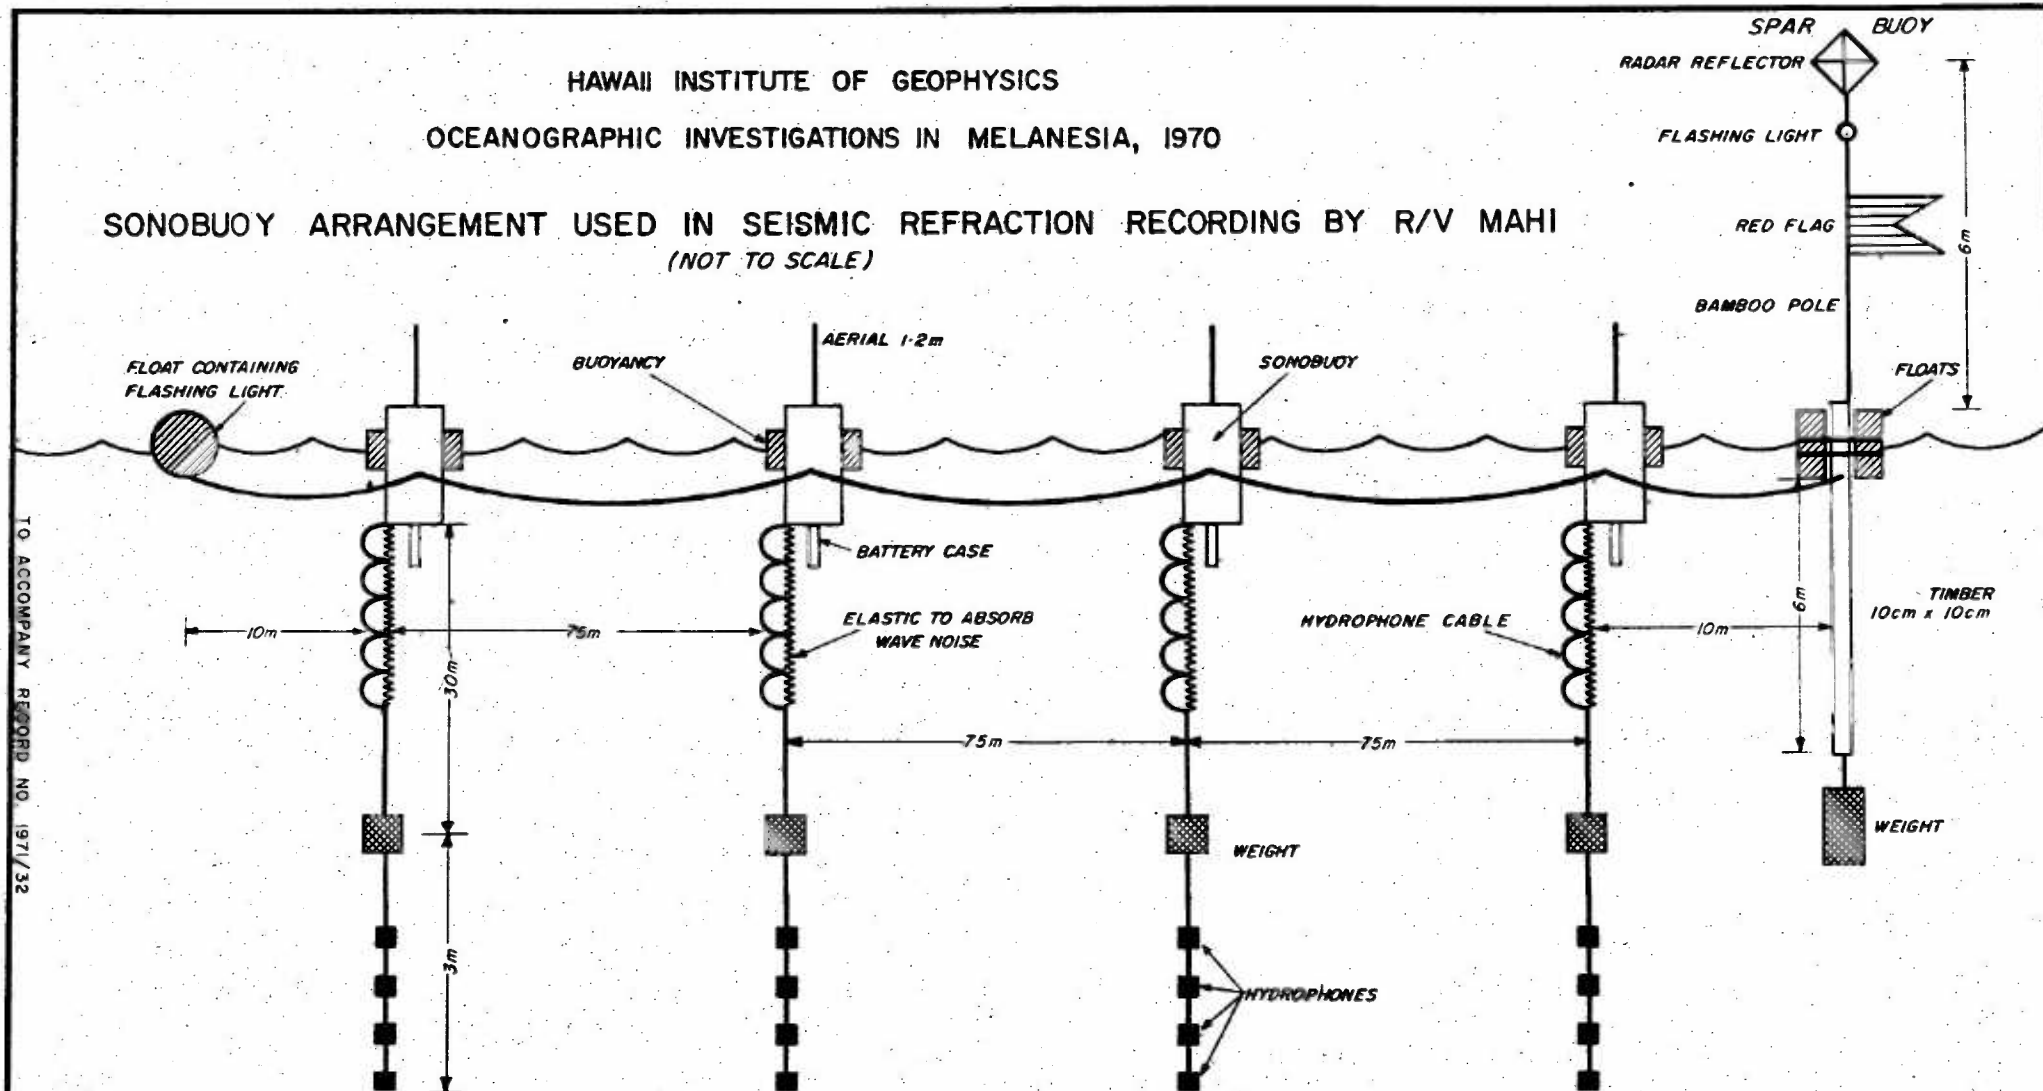 SPAR BUOY
RADAR REFLECTOR
HAWAII INSTITUTE OF GEOPHYSICS
OCEANOGRAPHIC INVESTIGATIONS IN MELANESIA, 1970
FLASHING LIGHT
SONOBUOY ARRANGEMENT USED IN SEISMIC REFRACTION RECORDING BY R/V MAHI
(NOT TO SCALE)
RED FLAG
6m
BAMBOO POLE
AERIAL 1·2m
FLOAT CONTAINING
FLASHING LIGHT
BUOYANCY
SONOBUOY
FLOATS
BATTERY CASE
ELASTIC TO ABSORB
WAVE NOISE
HYDROPHONE CABLE
6m
TIMBER
10cm x 10cm
10m
75m
10m
30m
75m
75m
WEIGHT
WEIGHT
3m
HYDROPHONES
TO ACCOMPANY RECORD NO. 1971/32